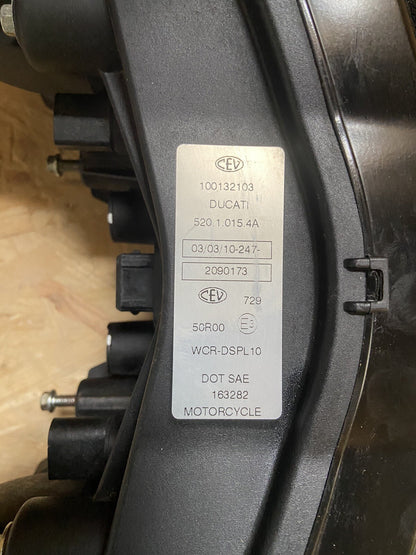 CEV
100132103
DUCATI
520.1.015.4A
03/03/10-247-
2090173
CEV 729
50R00 E3
WCR-DSPL10
DOT SAE
163282
MOTORCYCLE